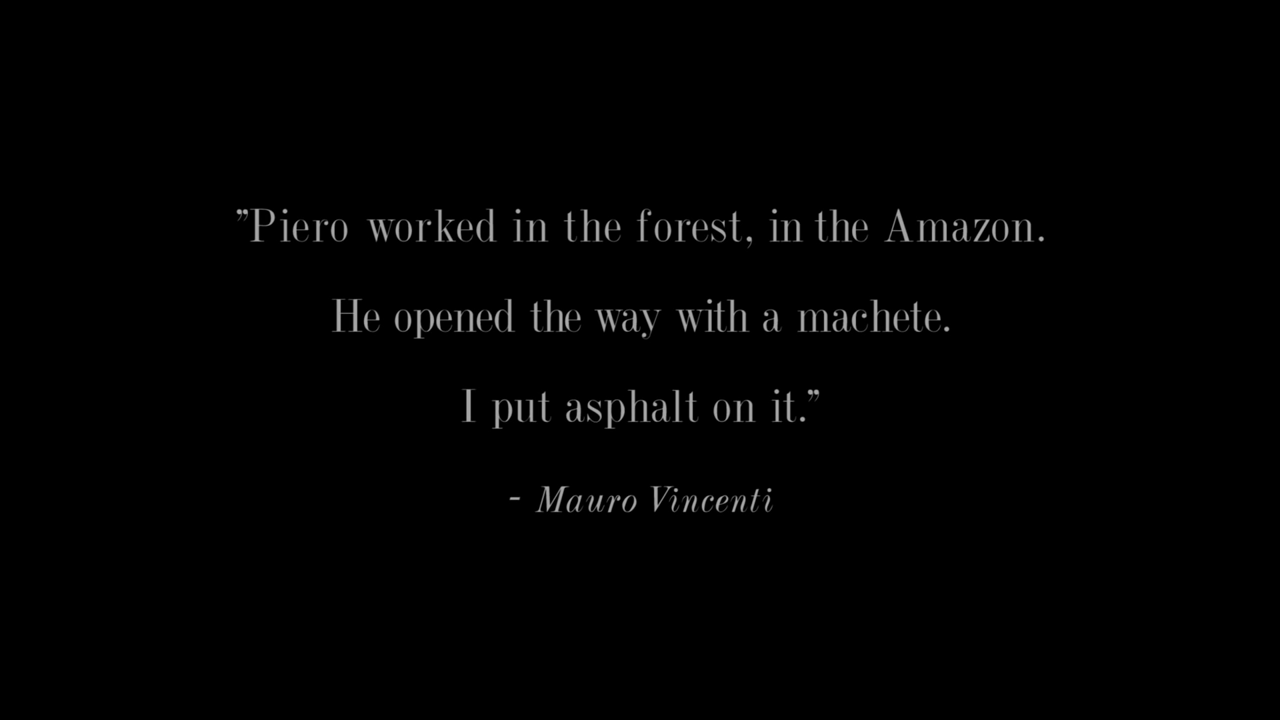 "Piero worked in the forest, in the Amazon.
He opened the way with a machete.
I put asphalt on it."
- Mauro Vincenti